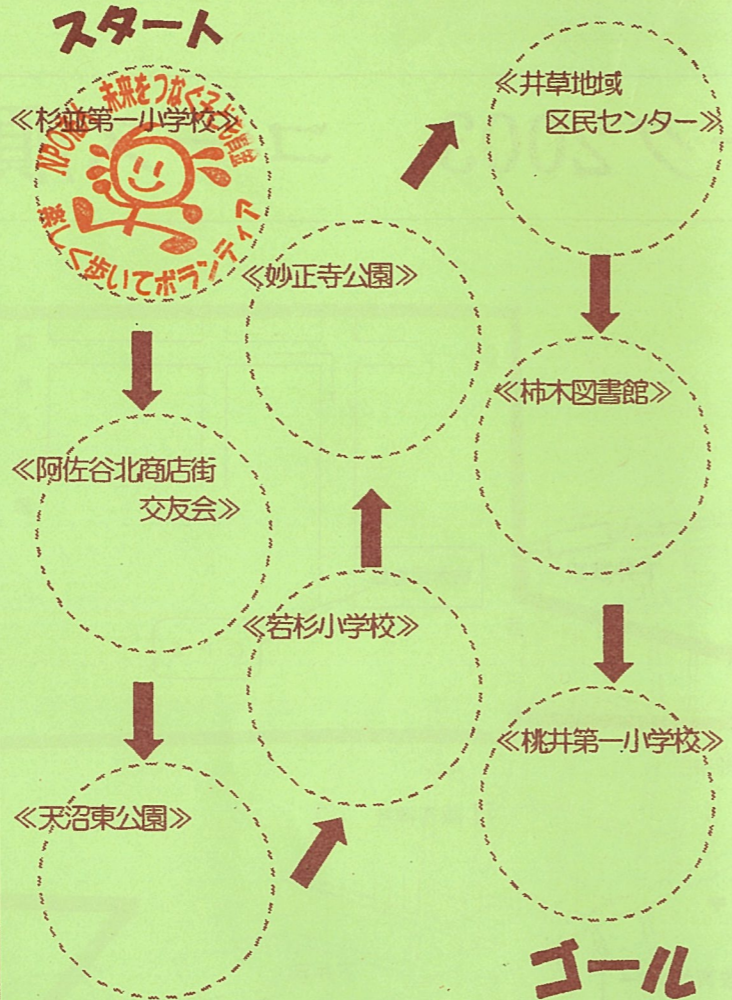 スタート
≪杉並第一小学校≫
NPO法人 未来をつなぐ子ども資金
楽しく歩いてボランティア
≪阿佐谷北商店街
交友会≫
≪天沼東公園≫
≪若杉小学校≫
≪妙正寺公園≫
≪井草地域
区民センター≫
≪柿木図書館≫
≪桃井第一小学校≫
ゴール